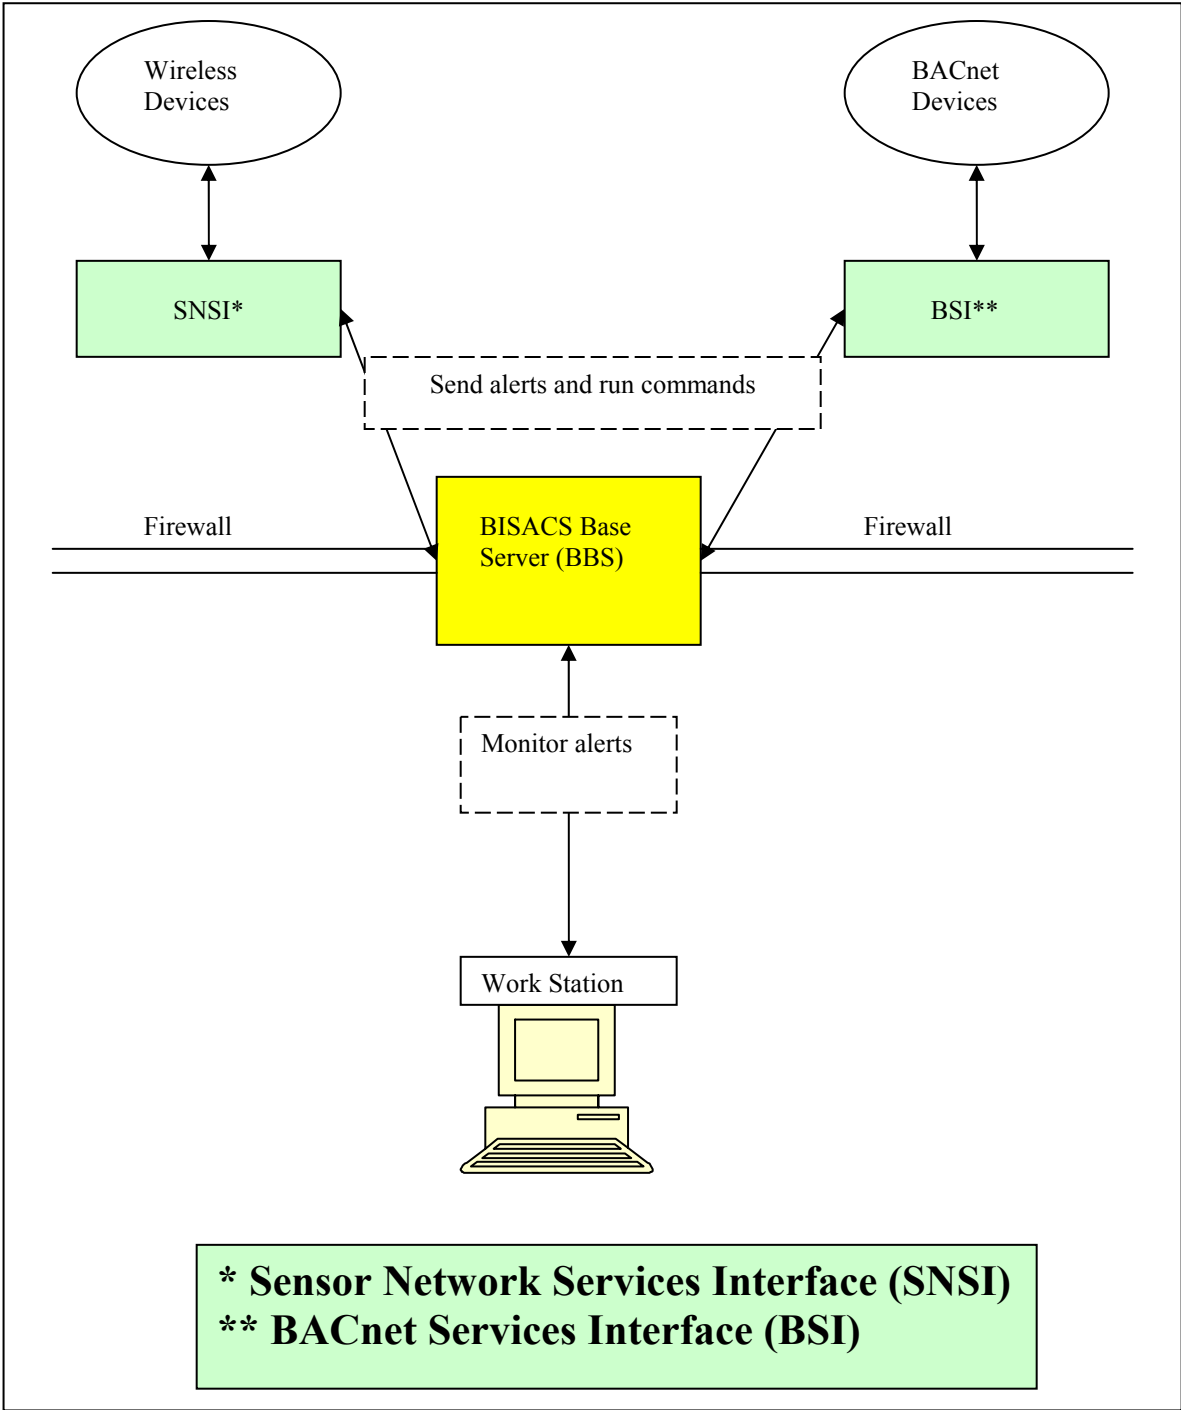 Wireless
Devices
BACnet
Devices
SNSI*
BSI**
Send alerts and run commands
Firewall
BISACS Base
Server (BBS)
Firewall
Monitor alerts
Work Station
* Sensor Network Services Interface (SNSI)
** BACnet Services Interface (BSI)